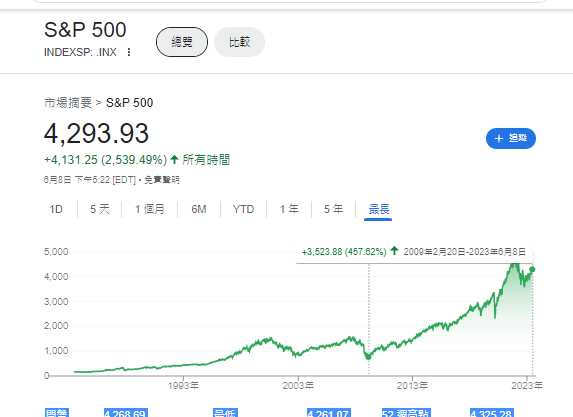 S&P 500
INDEXSP: .INX
總覽
比較
市場摘要 > S&P 500
4,293.93
+ 追蹤
+4,131.25 (2,539.49%) ↑ 所有時間
6月8日 下午5:22 [EDT] • 免責聲明
1D 5 天 1 個月 6M YTD 1 年 5 年 最長
+3,523.88 (457.62%) ↑ 2009年2月20日-2023年6月8日
5,000
4,000
3,000
2,000
1,000
0
1993年 2003年 2013年 2023年
開盤 4,268.69 最低 4,261.07 52 週高點 4,325.28